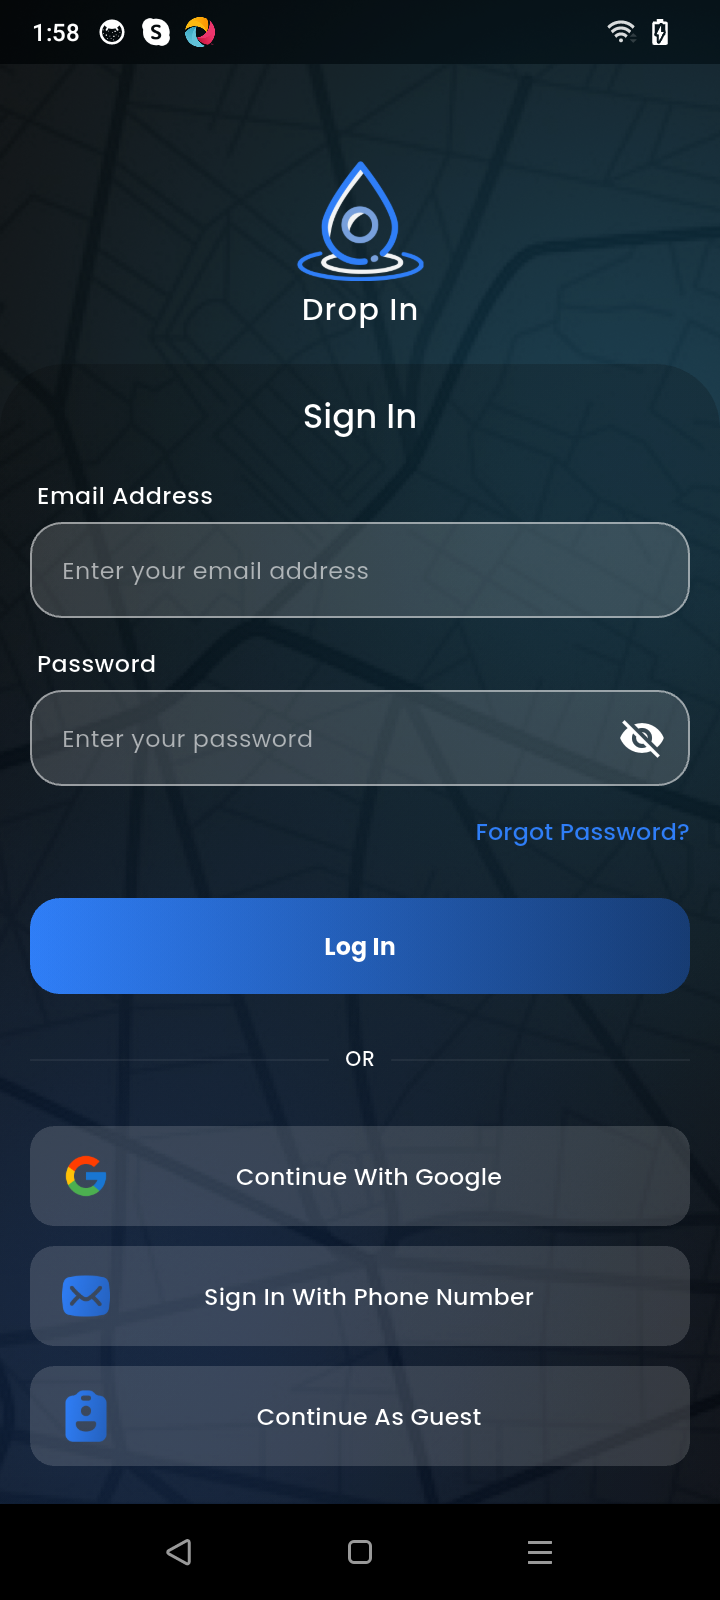 1:58
S
Drop In
Sign In
Email Address
Enter your email address
Password
Enter your password
Forgot Password?
Log In
OR
Continue With Google
Sign In With Phone Number
Continue As Guest